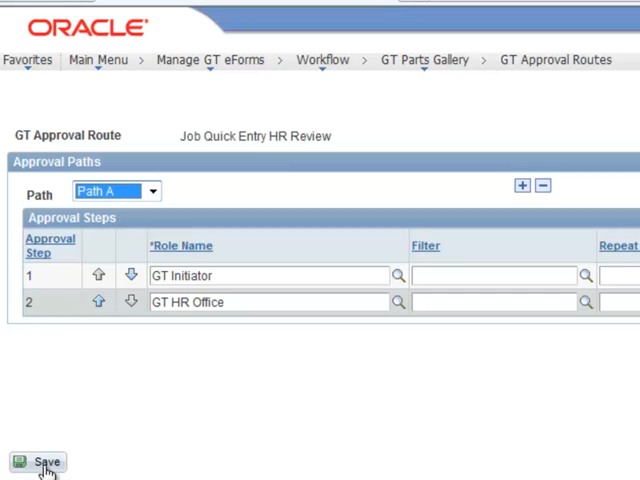 ORACLE®
Favorites Main Menu > Manage GT eForms > Workflow > GT Parts Gallery > GT Approval Routes
GT Approval Route Job Quick Entry HR Review
Approval Paths
Path Path A
Approval Steps
Approval Step *Role Name Filter Repeat
1 GT Initiator
2 GT HR Office
Save